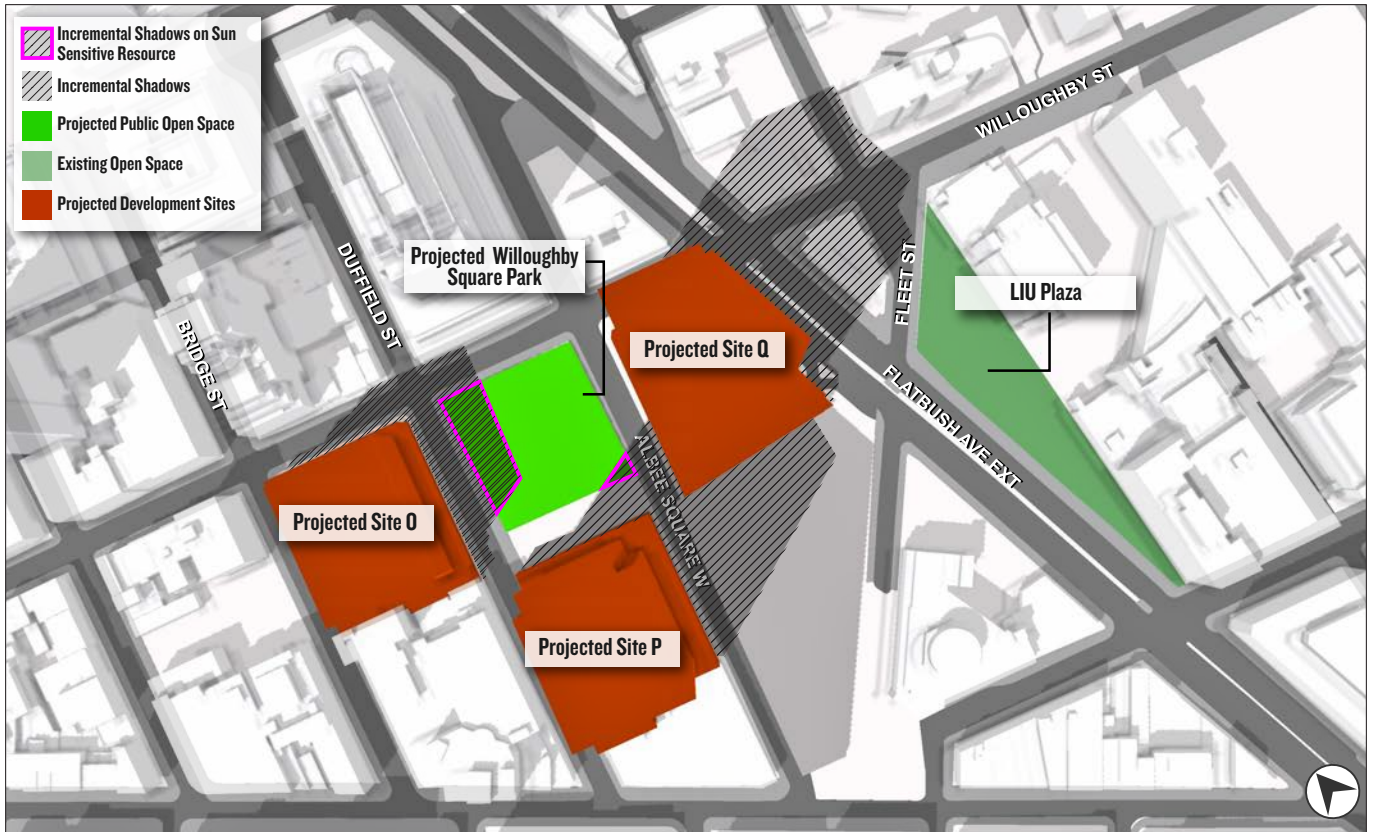 Incremental Shadows on Sun
Sensitive Resource
Incremental Shadows
Projected Public Open Space
Existing Open Space
Projected Development Sites
WILLOUGHBY ST
DUFFIELD ST
Projected Willoughby
Square Park
FLEET ST
LIU Plaza
BRIDGE ST
Projected Site Q
FLATBUSH AVE EXT
ALBEE SQUARE W
Projected Site O
Projected Site P